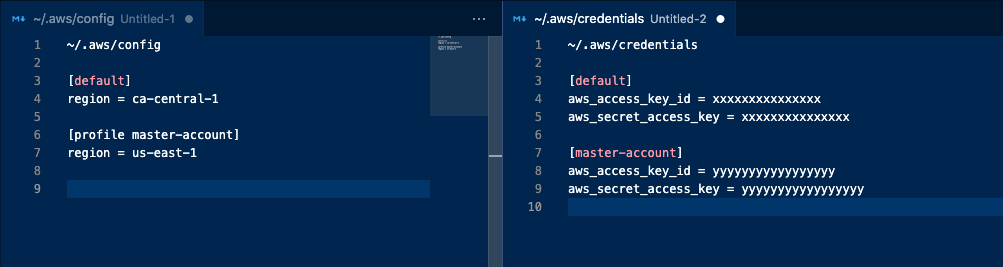 ~/.aws/config Untitled-1
1 ~/.aws/config
2
3 [default]
4 region = ca-central-1
5
6 [profile master-account]
7 region = us-east-1
8
9
~/.aws/credentials Untitled-2
1 ~/.aws/credentials
2
3 [default]
4 aws_access_key_id = xxxxxxxxxxxxxxx
5 aws_secret_access_key = xxxxxxxxxxxxxxx
6
7 [master-account]
8 aws_access_key_id = yyyyyyyyyyyyyyyyy
9 aws_secret_access_key = yyyyyyyyyyyyyyyyy
10